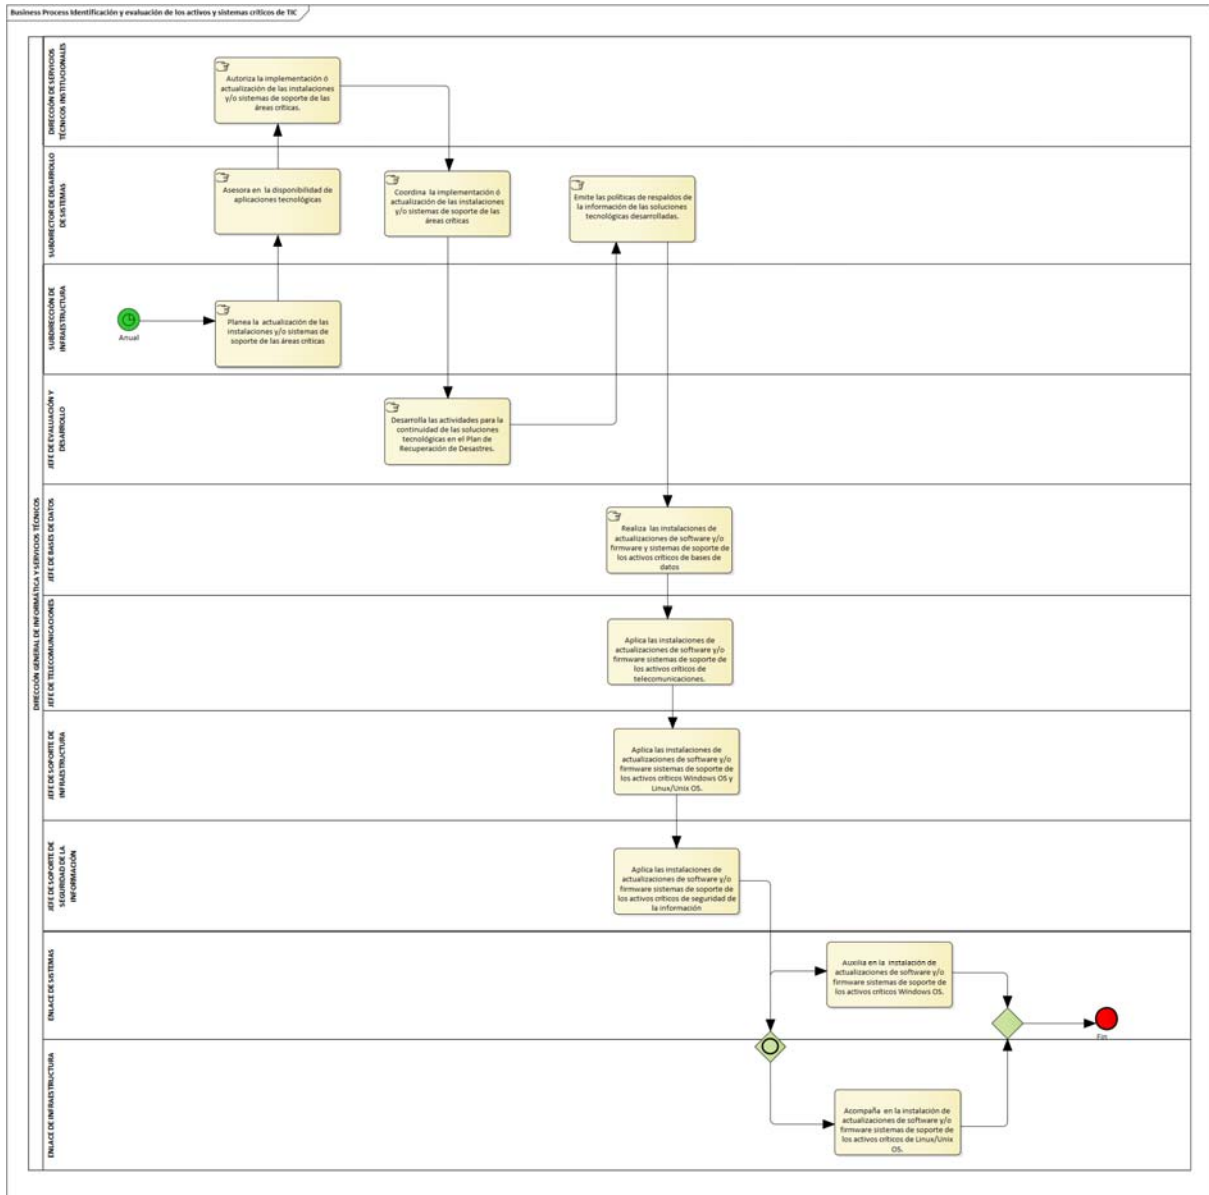 Business Process Identificación y evaluación de los activos y sistemas críticos de TIC
DIRECCIÓN GENERAL DE INFORMÁTICA Y SERVICIOS TÉCNICOS
DIRECCIÓN DE SERVICIOS
TÉCNICOS INSTITUCIONALES
Autoriza la implementación ó
actualización de las instalaciones
y/o sistemas de soporte de las
áreas críticas.
SUBDIRECTOR DE DESARROLLO
DE SISTEMAS
Asesora en la disponibilidad de
aplicaciones tecnológicas
Coordina la implementación ó
actualización de las instalaciones
y/o sistemas de soporte de las
áreas críticas
Emite las políticas de respaldos de
la información de las soluciones
tecnológicas desarrolladas.
SUBDIRECCIÓN DE
INFRAESTRUCTURA
Anual
Planea la actualización de las
instalaciones y/o sistemas de
soporte de las áreas críticas
JEFE DE EVALUACIÓN Y
DESARROLLO
Desarrolla las actividades para la
continuidad de las soluciones
tecnológicas en el Plan de
Recuperación de Desastres.
JEFE DE BASES DE DATOS
Realiza las instalaciones de
actualizaciones de software y/o
firmware y sistemas de soporte de
los activos críticos de bases de
datos
JEFE DE TELECOMUNICACIONES
Aplica las instalaciones de
actualizaciones de software y/o
firmware sistemas de soporte de
los activos críticos de
telecomunicaciones.
JEFE DE SOPORTE DE
INFRAESTRUCTURA
Aplica las instalaciones de
actualizaciones de software y/o
firmware sistemas de soporte de
los activos críticos Windows OS y
Linux/Unix OS.
JEFE DE SOPORTE DE
SEGURIDAD DE LA
INFORMACIÓN
Aplica las instalaciones de
actualizaciones de software y/o
firmware sistemas de soporte de
los activos críticos de seguridad de
la información
ENLACE DE SISTEMAS
Auxilia en la instalación de
actualizaciones de software y/o
firmware sistemas de soporte de
los activos críticos Windows OS.
Fin
ENLACE DE INFRAESTRUCTURA
Acompaña en la instalación de
actualizaciones de software y/o
firmware sistemas de soporte de
los activos críticos de Linux/Unix
OS.